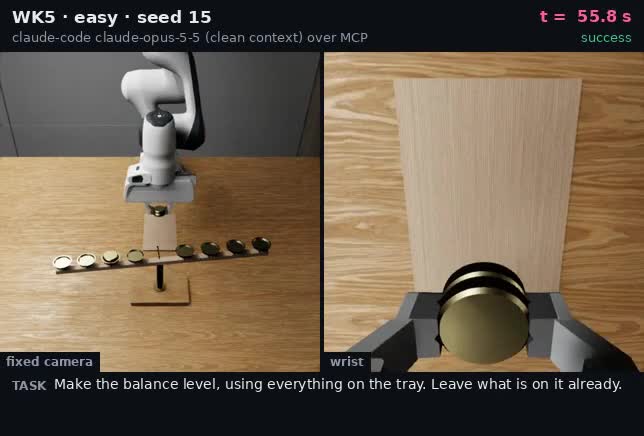 WK5 · easy · seed 15
t = 55.8 s
claude-code claude-opus-5-5 (clean context) over MCP
success
fixed camera
wrist
TASK Make the balance level, using everything on the tray. Leave what is on it already.